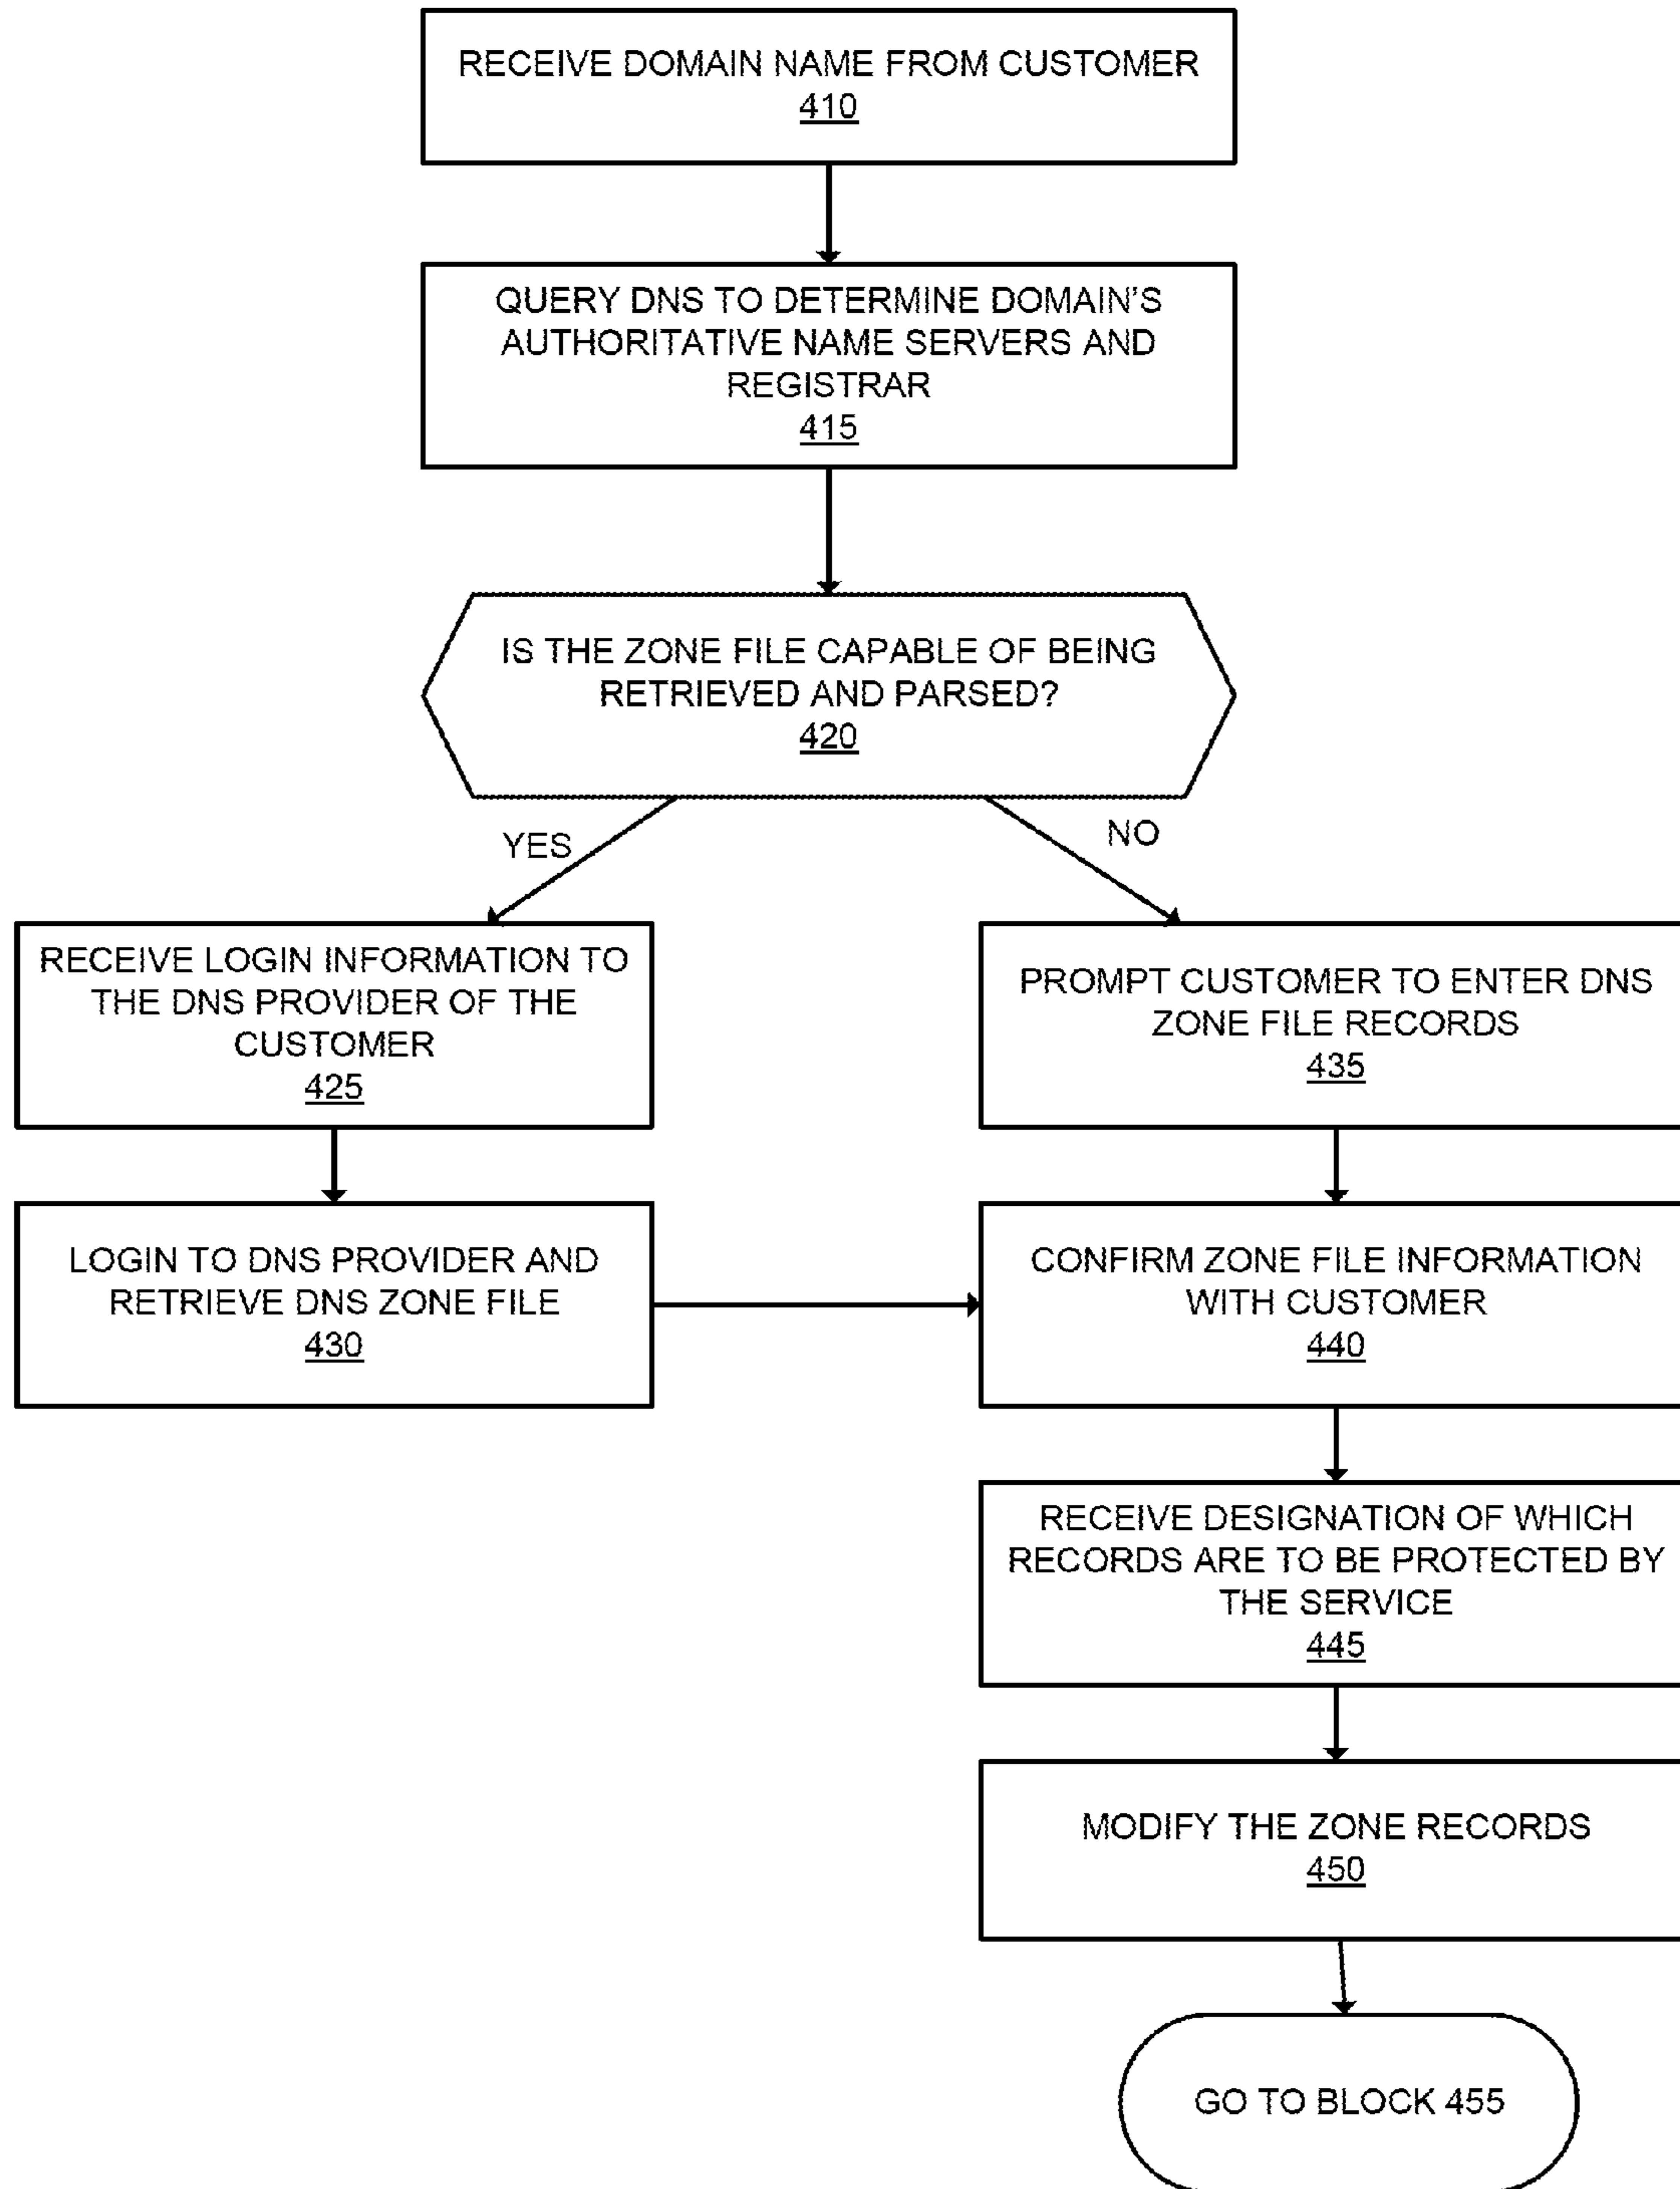 RECEIVE DOMAIN NAME FROM CUSTOMER
410
QUERY DNS TO DETERMINE DOMAIN'S
AUTHORITATIVE NAME SERVERS AND
REGISTRAR
415
IS THE ZONE FILE CAPABLE OF BEING
RETRIEVED AND PARSED?
420
YES
NO
RECEIVE LOGIN INFORMATION TO
THE DNS PROVIDER OF THE
CUSTOMER
425
PROMPT CUSTOMER TO ENTER DNS
ZONE FILE RECORDS
435
LOGIN TO DNS PROVIDER AND
RETRIEVE DNS ZONE FILE
430
CONFIRM ZONE FILE INFORMATION
WITH CUSTOMER
440
RECEIVE DESIGNATION OF WHICH
RECORDS ARE TO BE PROTECTED BY
THE SERVICE
445
MODIFY THE ZONE RECORDS
450
GO TO BLOCK 455